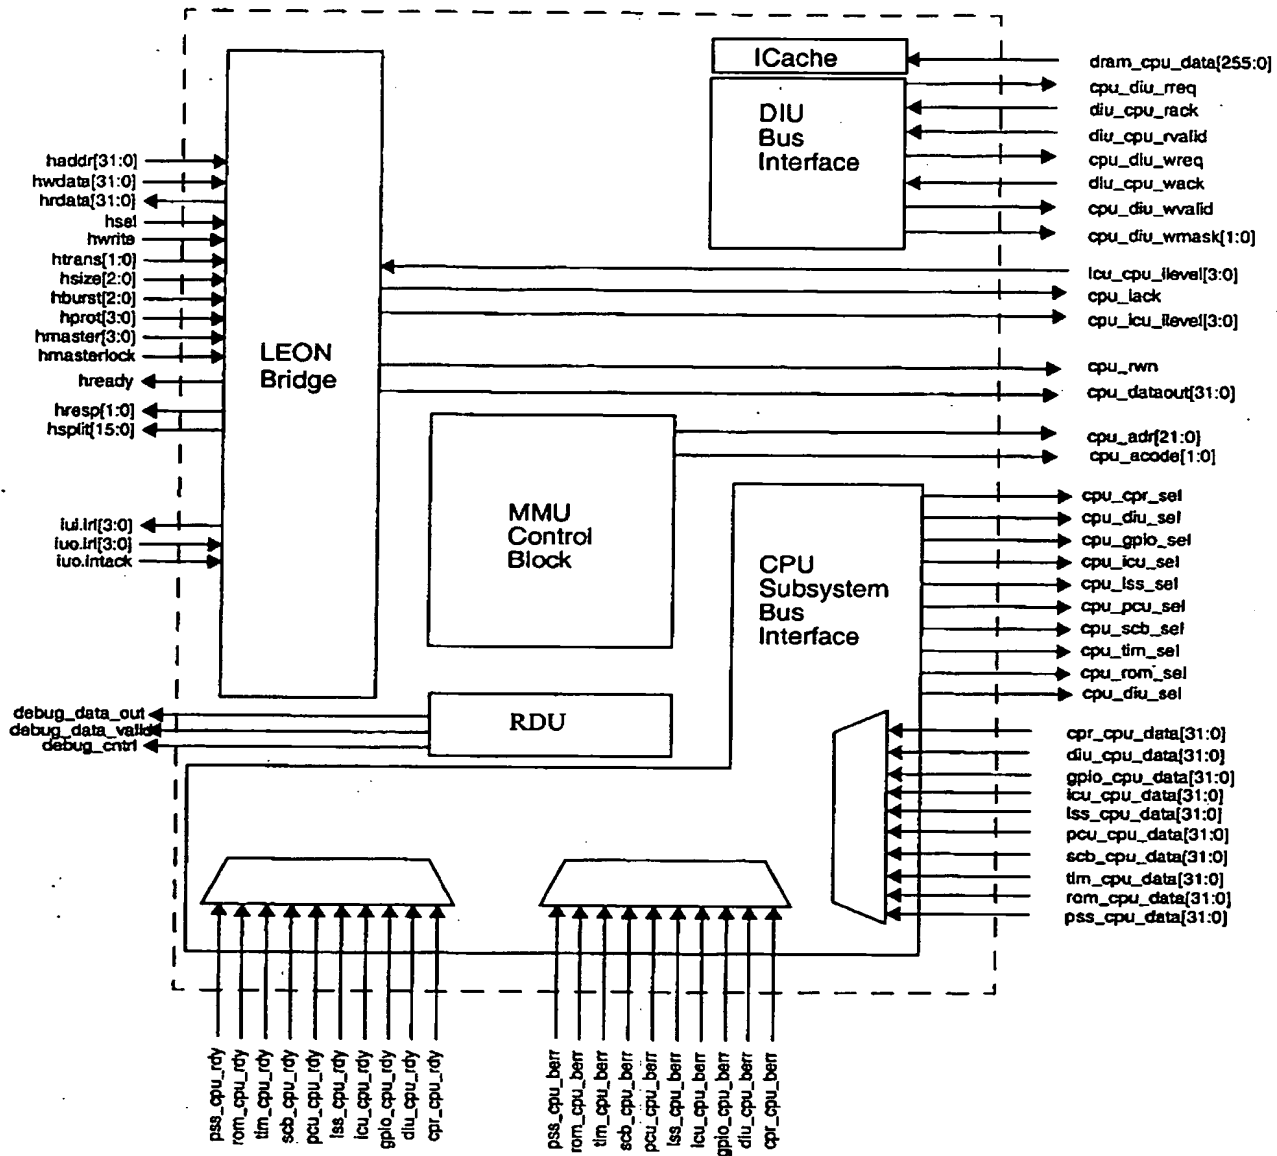 ICache
DIU
Bus
Interface
dram_cpu_data[255:0]
cpu_diu_rreq
diu_cpu_rack
diu_cpu_rvalid
cpu_diu_wreq
diu_cpu_wack
cpu_diu_wvalid
cpu_diu_wmask[1:0]
haddr[31:0]
hwdata[31:0]
hrdata[31:0]
hsel
hwrite
htrans[1:0]
hsize[2:0]
hburst[2:0]
hprot[3:0]
hmaster[3:0]
hmasterlock
hready
hresp[1:0]
hsplit[15:0]
iui.irl[3:0]
iuo.irl[3:0]
iuo.intack
LEON
Bridge
icu_cpu_ilevel[3:0]
cpu_iack
cpu_icu_ilevel[3:0]
cpu_rwn
cpu_dataout[31:0]
cpu_adr[21:0]
cpu_acode[1:0]
MMU
Control
Block
CPU
Subsystem
Bus
Interface
cpu_cpr_sel
cpu_diu_sel
cpu_gpio_sel
cpu_icu_sel
cpu_lss_sel
cpu_pcu_sel
cpu_scb_sel
cpu_tim_sel
cpu_rom_sel
cpu_diu_sel
debug_data_out
debug_data_valid
debug_cntrl
RDU
cpr_cpu_data[31:0]
diu_cpu_data[31:0]
gpio_cpu_data[31:0]
icu_cpu_data[31:0]
lss_cpu_data[31:0]
pcu_cpu_data[31:0]
scb_cpu_data[31:0]
tim_cpu_data[31:0]
rom_cpu_data[31:0]
pss_cpu_data[31:0]
pss_cpu_rdy
rom_cpu_rdy
tim_cpu_rdy
scb_cpu_rdy
pcu_cpu_rdy
lss_cpu_rdy
icu_cpu_rdy
gpio_cpu_rdy
diu_cpu_rdy
cpr_cpu_rdy
pss_cpu_berr
rom_cpu_berr
tim_cpu_berr
scb_cpu_berr
pcu_cpu_berr
lss_cpu_berr
icu_cpu_berr
gpio_cpu_berr
diu_cpu_berr
cpr_cpu_berr